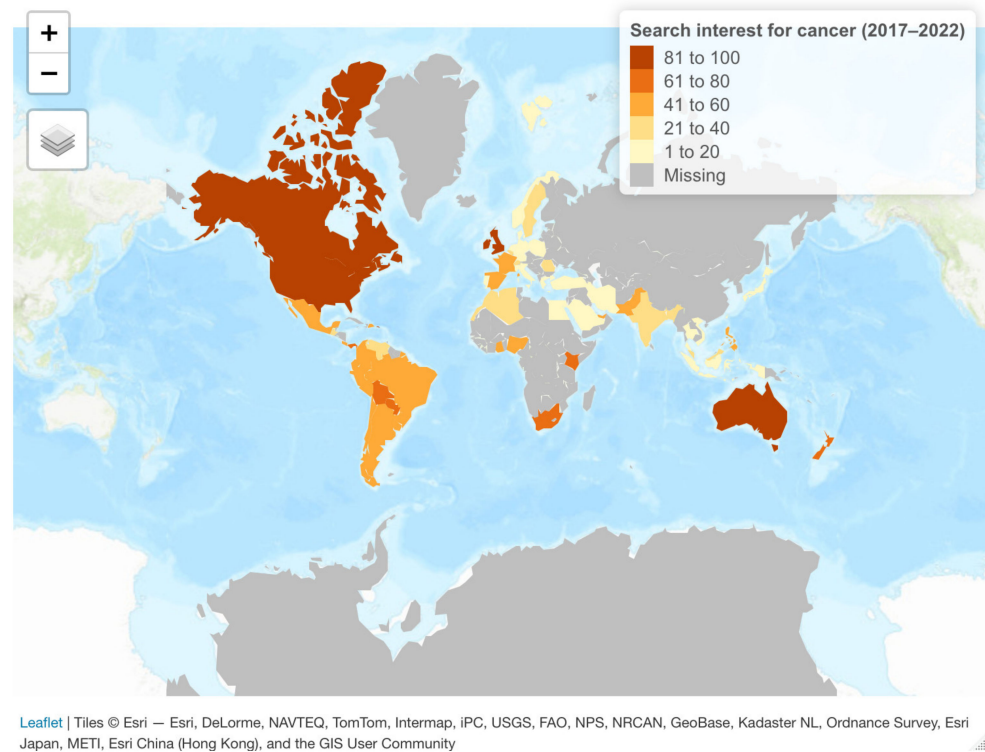 +
−
Search interest for cancer (2017–2022)
81 to 100
61 to 80
41 to 60
21 to 40
1 to 20
Missing
Leaflet | Tiles © Esri — Esri, DeLorme, NAVTEQ, TomTom, Intermap, iPC, USGS, FAO, NPS, NRCAN, GeoBase, Kadaster NL, Ordnance Survey, Esri
Japan, METI, Esri China (Hong Kong), and the GIS User Community